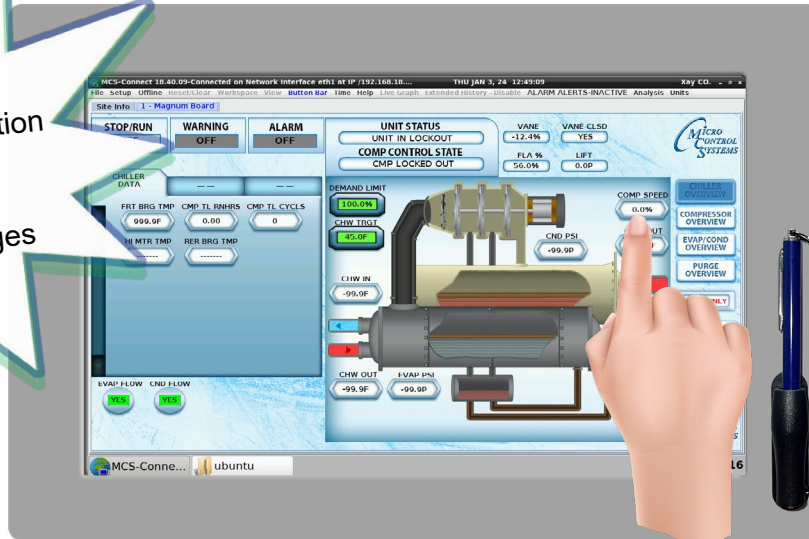 tion
ges
MCS-Connect 18.40.09-Connected on Network Interface eth1 at IP /192.168.18.... THU JAN 3, 24 12:49:09 Xay CO.
File Setup Offline Reset/Clear Workspace View Button Bar Time Help Live Graph Extended History - Disable ALARM ALERTS-INACTIVE Analysis Units
Site Info 1 - Magnum Board
STOP/RUN WARNING ALARM
OFF OFF
UNIT STATUS
UNIT IN LOCKOUT
COMP CONTROL STATE
CMP LOCKED OUT
VANE VANE CLSD
-12.4% YES
FLA % LIFT
56.0% 0.0P
MICRO
CONTROL
SYSTEMS
CHILLER
DATA
-- --
-- --
FRT BRG TMP CMP TL RNHRS CMP TL CYCLS
999.9F 0.00 0
HI MTR TMP RER BRG TMP
------- -------
EVAP FLOW CND FLOW
YES YES
DEMAND LIMIT
100.0%
CHW TRGT
45.0F
CHW IN
-99.9F
CHW OUT EVAP PSI
-99.9F -99.9P
CND PSI
-99.9P
COMP SPEED
0.0%
OUT
CHILLER
OVERVIEW
COMPRESSOR
OVERVIEW
EVAP/COND
OVERVIEW
PURGE
OVERVIEW
NLY
MCS-Conne... ubuntu
16